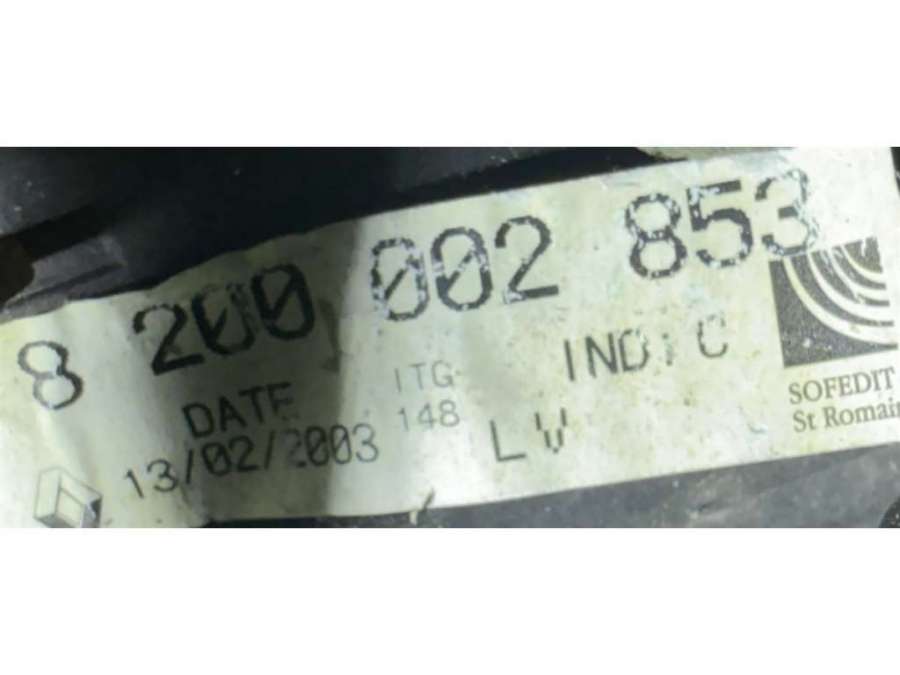 8 200 002 853
DATE ITG IND:C
13/02/2003 148 LV
SOFEDIT
St Romain